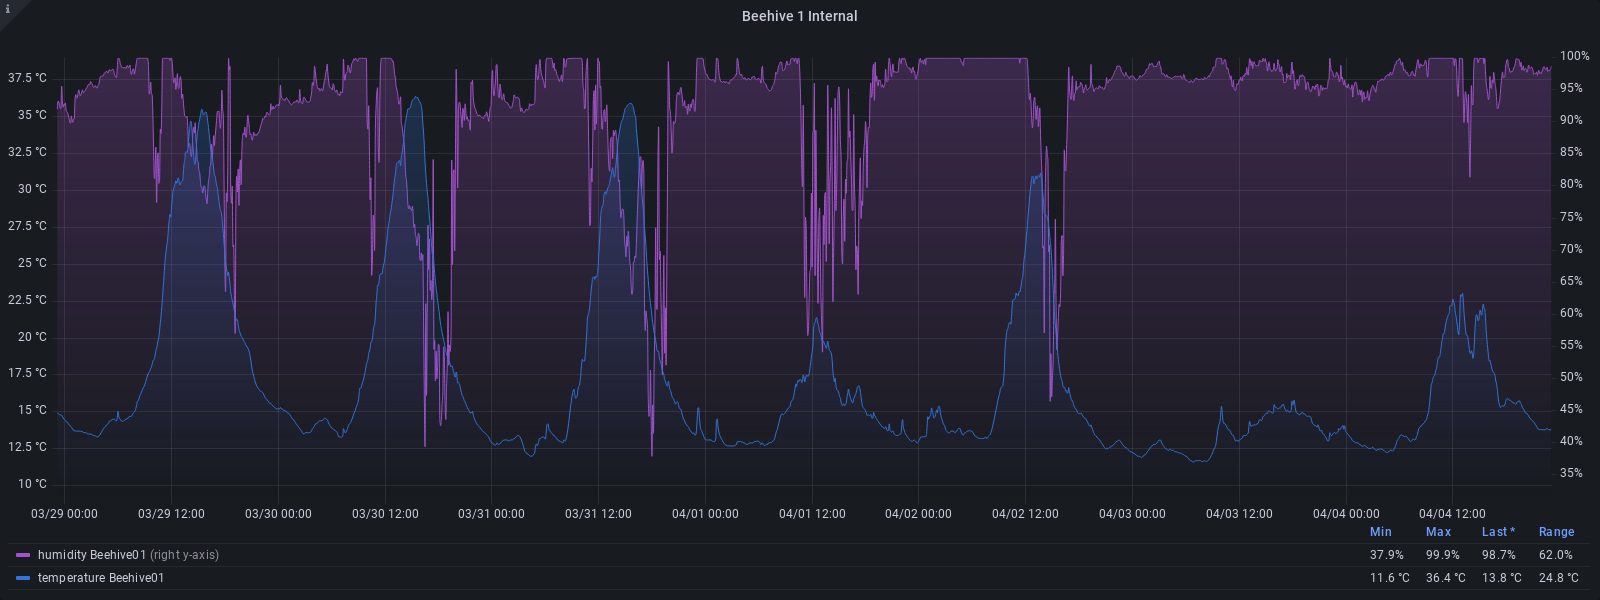 i
Beehive 1 Internal
37.5 °C
35 °C
32.5 °C
30 °C
27.5 °C
25 °C
22.5 °C
20 °C
17.5 °C
15 °C
12.5 °C
10 °C
100%
95%
90%
85%
80%
75%
70%
65%
60%
55%
50%
45%
40%
35%
03/29 00:00 03/29 12:00 03/30 00:00 03/30 12:00 03/31 00:00 03/31 12:00 04/01 00:00 04/01 12:00 04/02 00:00 04/02 12:00 04/03 00:00 04/03 12:00 04/04 00:00 04/04 12:00
Min Max Last * Range
humidity Beehive01 (right y-axis) 37.9% 99.9% 98.7% 62.0%
temperature Beehive01 11.6 °C 36.4 °C 13.8 °C 24.8 °C